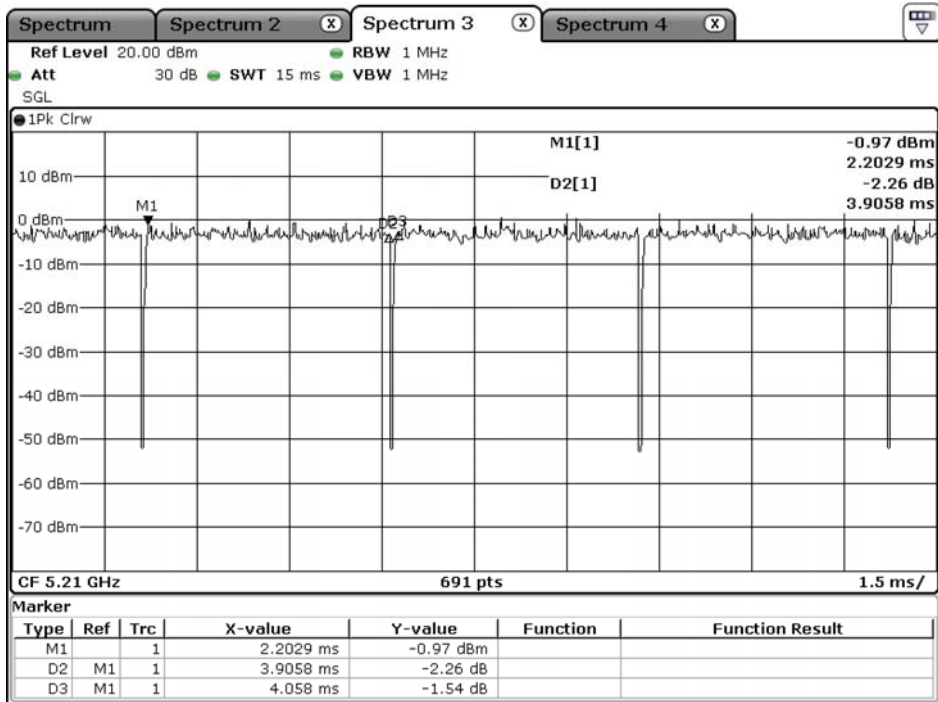 Spectrum Spectrum 2 X Spectrum 3 X Spectrum 4 X
Ref Level 20.00 dBm RBW 1 MHz
Att 30 dB SWT 15 ms VBW 1 MHz
SGL
1Pk Clrw
M1[1] -0.97 dBm
2.2029 ms
10 dBm
D2[1] -2.26 dB
3.9058 ms
M1
0 dBm
D2D3
-10 dBm
-20 dBm
-30 dBm
-40 dBm
-50 dBm
-60 dBm
-70 dBm
CF 5.21 GHz 691 pts 1.5 ms/
Marker
Type Ref Trc X-value Y-value Function Function Result
M1 1 2.2029 ms -0.97 dBm
D2 M1 1 3.9058 ms -2.26 dB
D3 M1 1 4.058 ms -1.54 dB